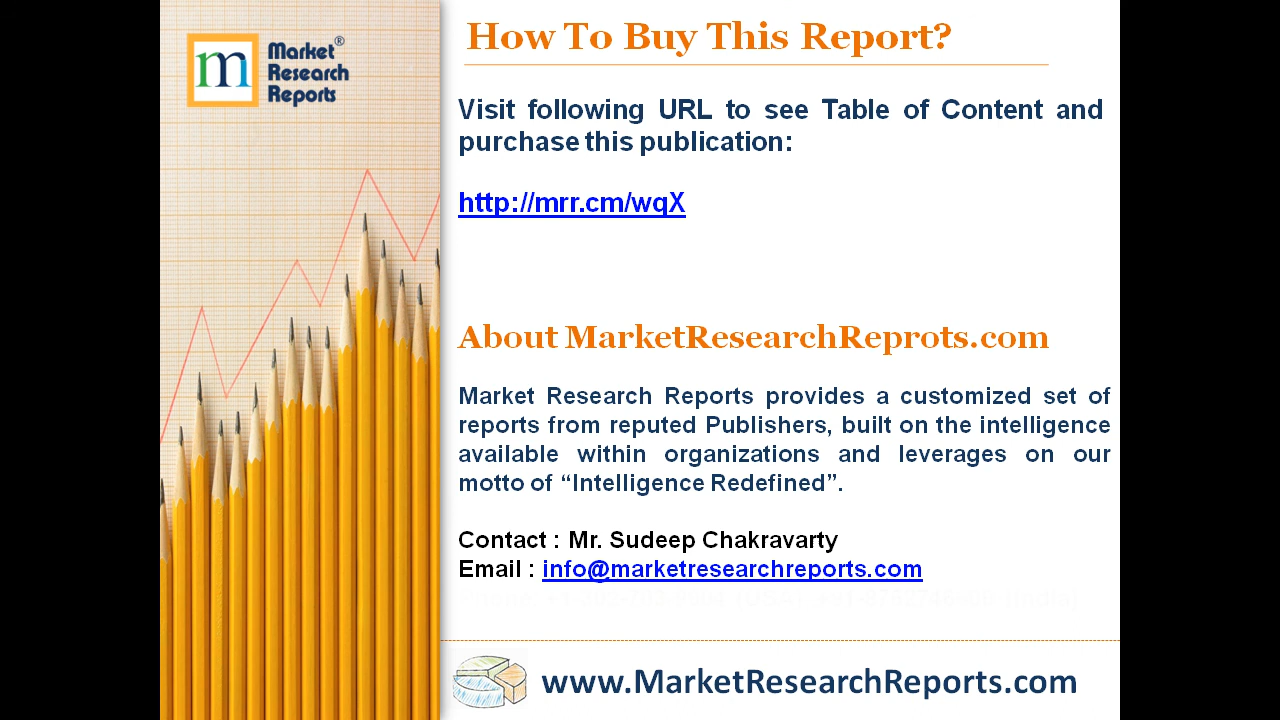 m
Market®
Research
Reports
How To Buy This Report?
Visit following URL to see Table of Content and
purchase this publication:
http://mrr.cm/wqX
About MarketResearchReprots.com
Market Research Reports provides a customized set of
reports from reputed Publishers, built on the intelligence
available within organizations and leverages on our
motto of “Intelligence Redefined”.
Contact : Mr. Sudeep Chakravarty
Email : info@marketresearchreports.com
www.MarketResearchReports.com